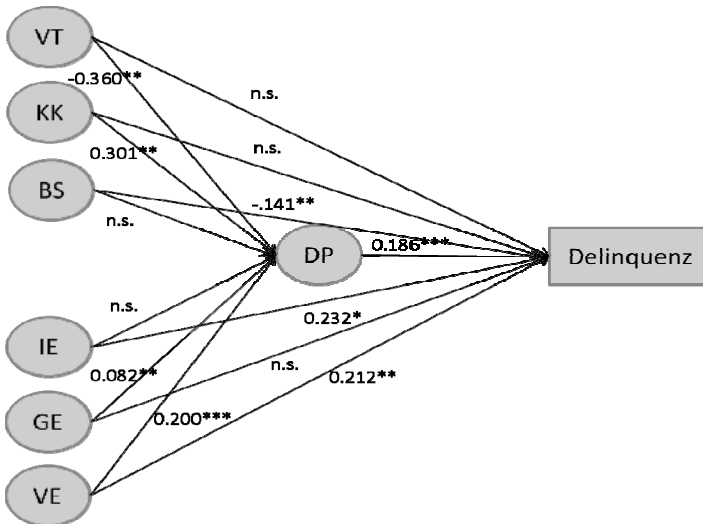 VT
-0.360**
n.s.
KK
n.s.
0.301**
BS
-.141**
n.s.
DP
0.186***
Delinquenz
n.s.
IE
0.232*
0.082**
n.s.
0.212**
GE
0.200***
VE